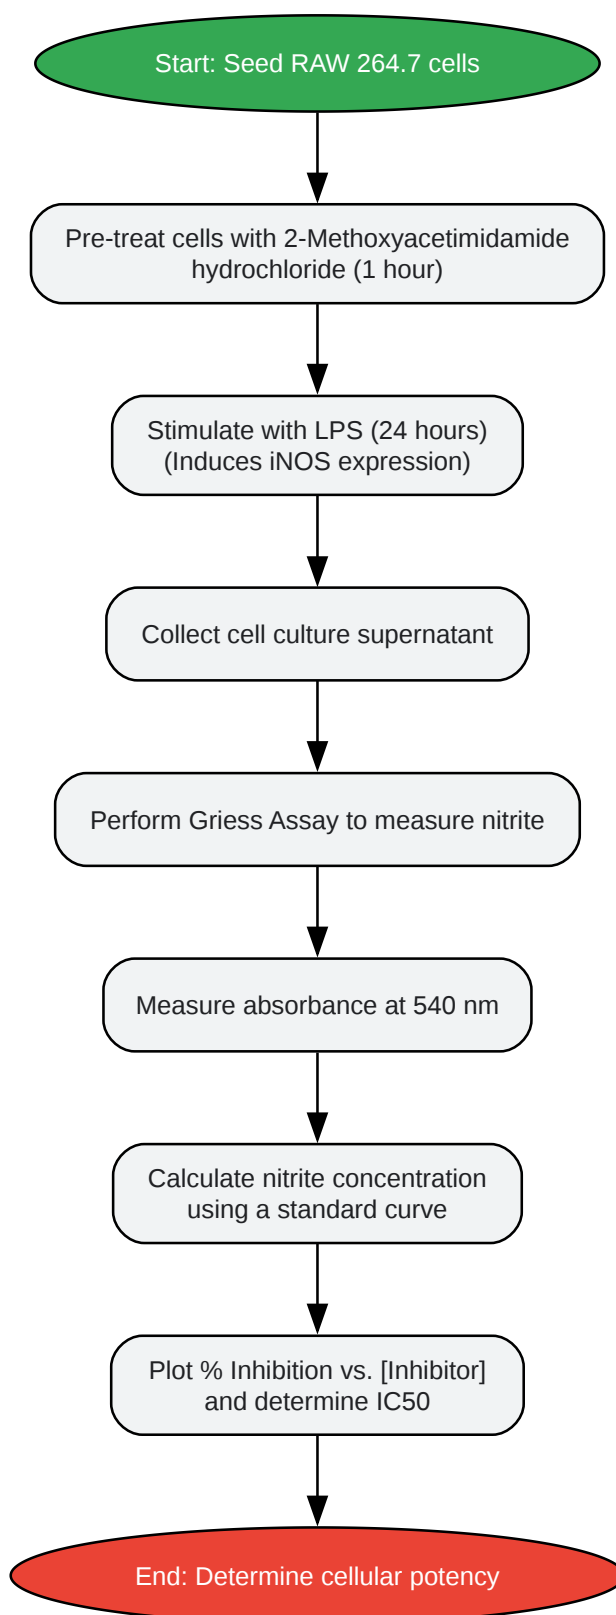 Start: Seed RAW 264.7 cells
Pre-treat cells with 2-Methoxyacetimidamide
hydrochloride (1 hour)
Stimulate with LPS (24 hours)
(Induces iNOS expression)
Collect cell culture supernatant
Perform Griess Assay to measure nitrite
Measure absorbance at 540 nm
Calculate nitrite concentration
using a standard curve
Plot % Inhibition vs. [Inhibitor]
and determine IC50
End: Determine cellular potency